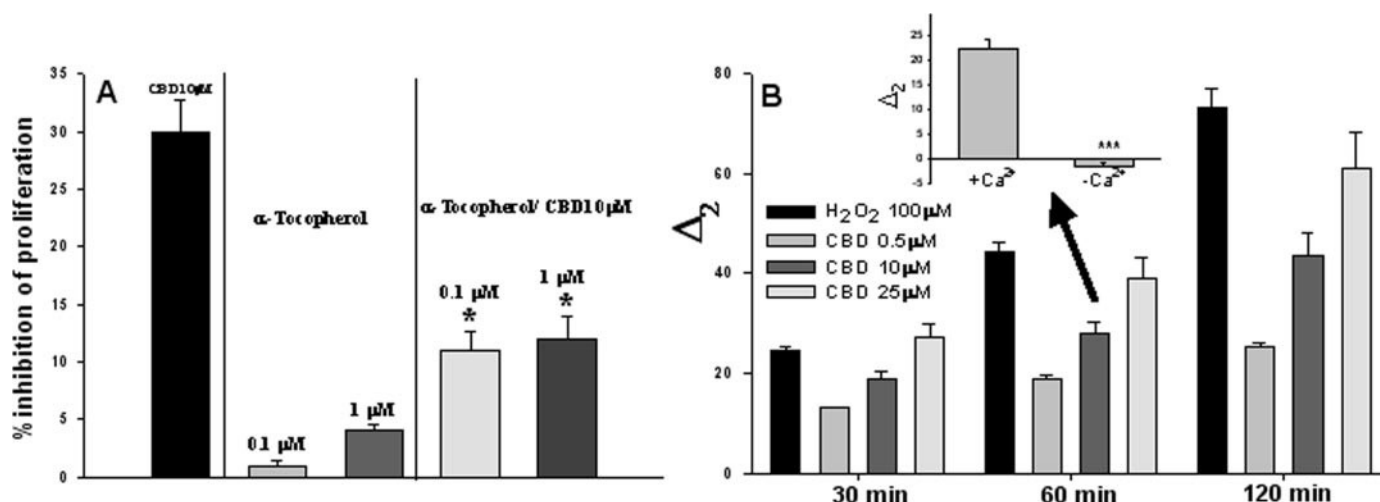 A
CBD10µM
% inhibition of proliferation
35
30
25
20
15
10
5
0
α-Tocopherol
0.1 µM
1 µM
α-Tocopherol/ CBD10µM
0.1 µM
*
1 µM
*
B
Δ2
80
60
40
20
0
Δ2
25
20
15
10
5
0
-5
+Ca2+
-Ca2+
***
H2O2 100µM
CBD 0.5µM
CBD 10µM
CBD 25µM
30 min
60 min
120 min